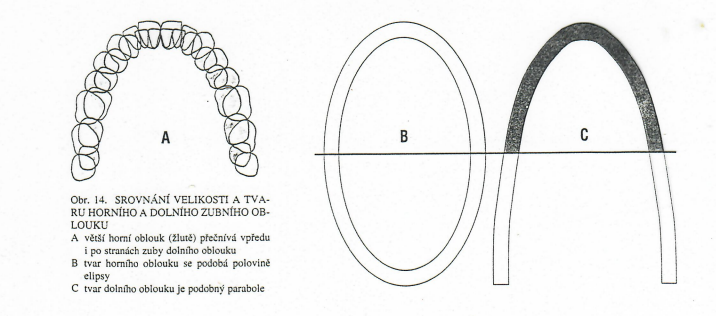 A
B
C
Obr. 14. SROVNÁNÍ VELIKOSTI A TVA-
RU HORNÍHO A DOLNÍHO ZUBNÍHO OB-
LOUKU
A větší horní oblouk (žlutě) přečnívá vpředu
i po stranách zuby dolního oblouku
B tvar horního oblouku se podobá polovině
elipsy
C tvar dolního oblouku je podobný parabole